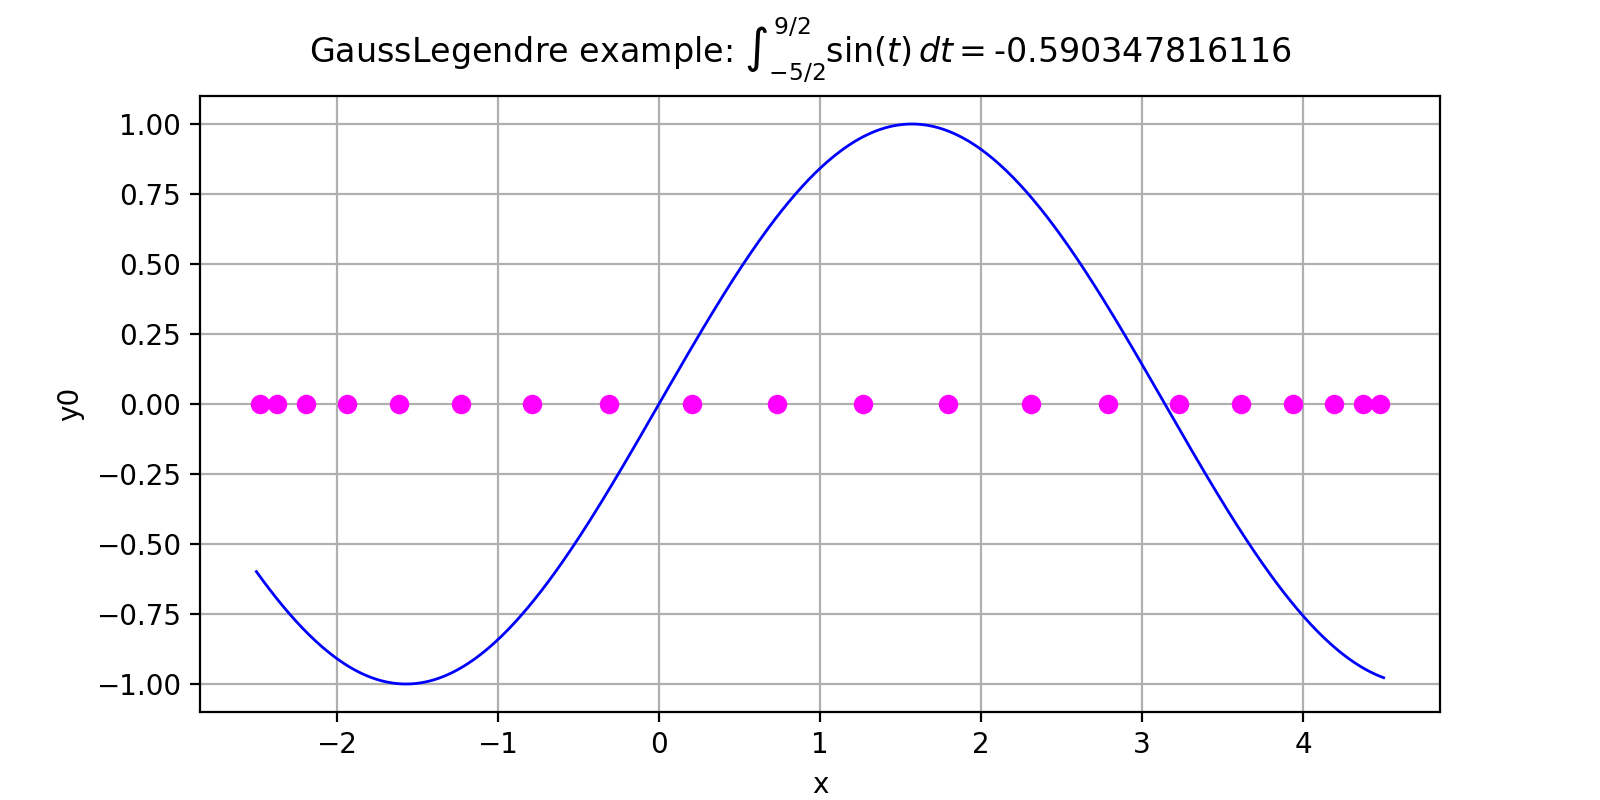 GaussLegendre example: $\int_{-5/2}^{9/2} \sin(t)\,dt = $ -0.590347816116
1.00
0.75
0.50
0.25
0.00
−0.25
−0.50
−0.75
−1.00
y0
−2 −1 0 1 2 3 4
x